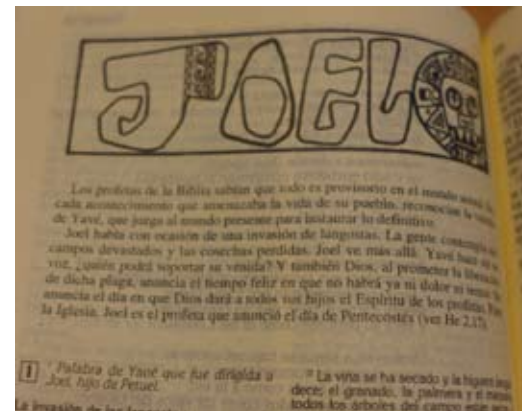 JOEL
Los profetas de la Biblia sabían que todo es provisorio en el mundo
cada acontecimiento que amenazaba la vida de su pueblo, reconocían la
de Yavé, que juzga al mundo presente para instaurar lo definitivo.
Joel habla con ocasión de una invasión de langostas. La gente contempla
campos devastados y las cosechas perdidas. Joel ve más allá. Yavé hace
voz, ¿quién podrá soportar su venida? Y también Dios, al prometer la
de dicha plaga, anuncia el tiempo feliz en que no habrá ya ni dolor ni
anuncia el día en que Dios dará a todos sus hijos el Espíritu de los profetas.
la Iglesia, Joel es el profeta que anunció el día de Pentecostés (ver He 2,17).
1 Palabra de Yavé que fue dirigida a
Joel, hijo de Petuel.
La invasión de
La viña se ha secado y la higuera
dece; el granado, la palmera y el
todos los árboles del campo están